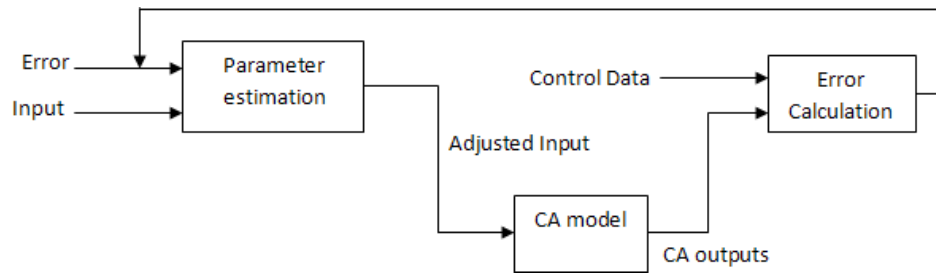 Error
Input
Parameter
estimation
Adjusted Input
CA model
CA outputs
Control Data
Error
Calculation